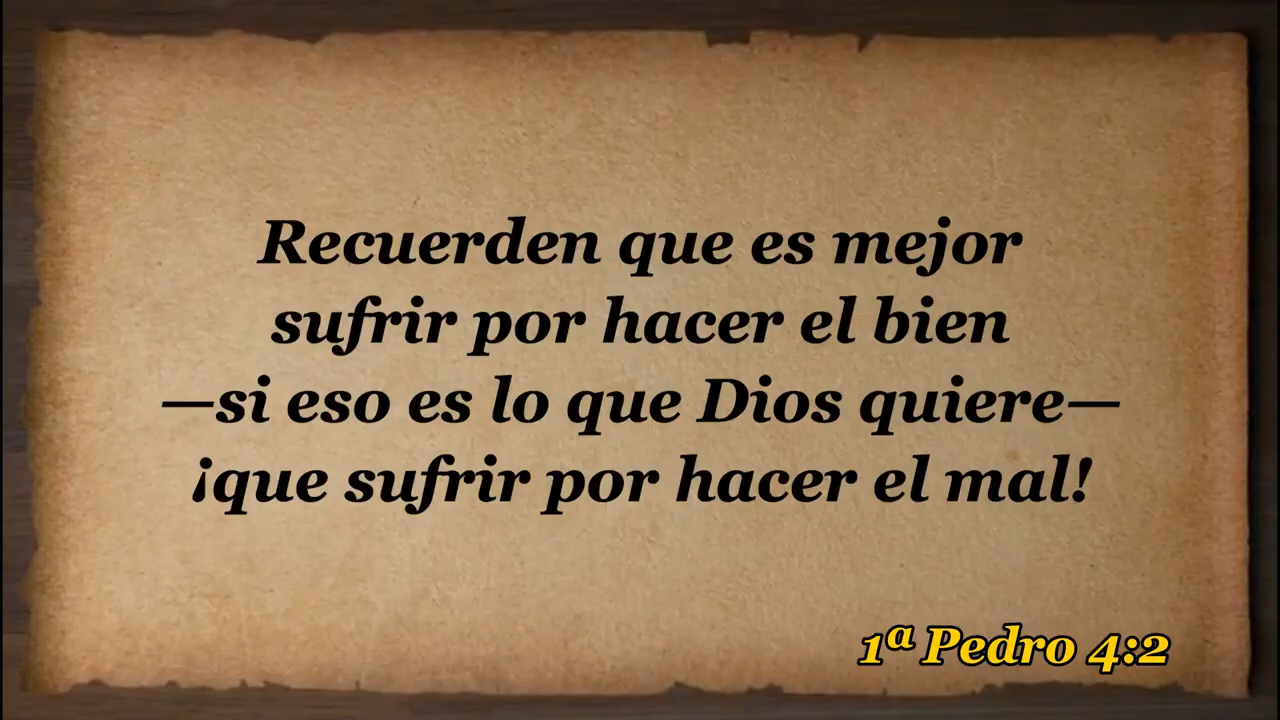 Recuerden que es mejor
sufrir por hacer el bien
—si eso es lo que Dios quiere—
¡que sufrir por hacer el mal!
1ª Pedro 4:2